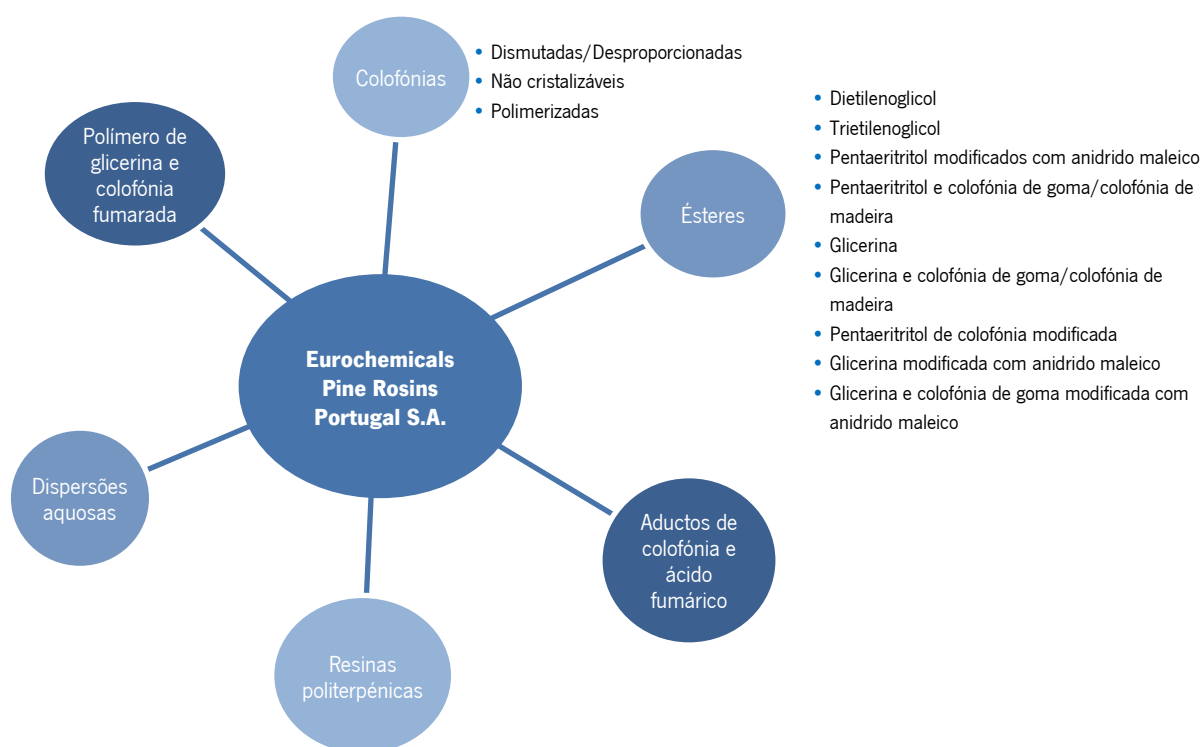 Colofónias
• Dismutadas/Desproporcionadas
• Não cristalizáveis
• Polimerizadas
Polímero de
glicerina e
colofónia
fumarada
Ésteres
• Dietilenoglicol
• Trietilenoglicol
• Pentaeritritol modificados com anidrido maleico
• Pentaeritritol e colofónia de goma/colofónia de
madeira
• Glicerina
• Glicerina e colofónia de goma/colofónia de
madeira
• Pentaeritritol de colofónia modificada
• Glicerina modificada com anidrido maleico
• Glicerina e colofónia de goma modificada com
anidrido maleico
Eurochemicals
Pine Rosins
Portugal S.A.
Dispersões
aquosas
Aductos de
colofónia e
ácido
fumárico
Resinas
politerpénicas